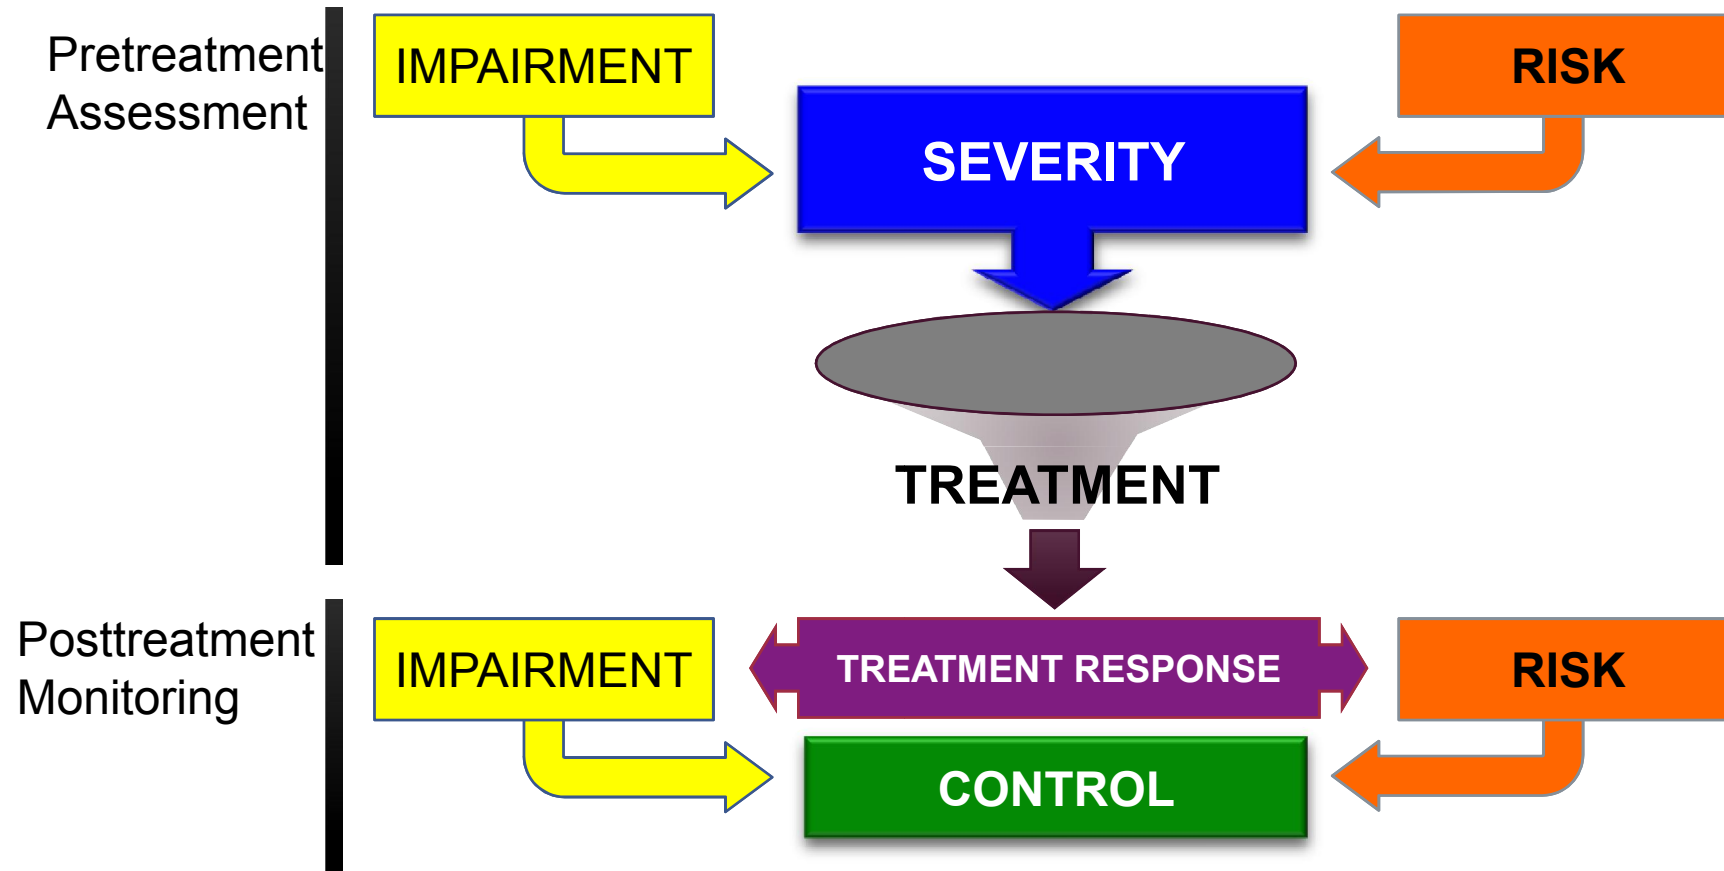 Pretreatment
Assessment
IMPAIRMENT
RISK
SEVERITY
TREATMENT
Posttreatment
Monitoring
IMPAIRMENT
TREATMENT RESPONSE
RISK
CONTROL